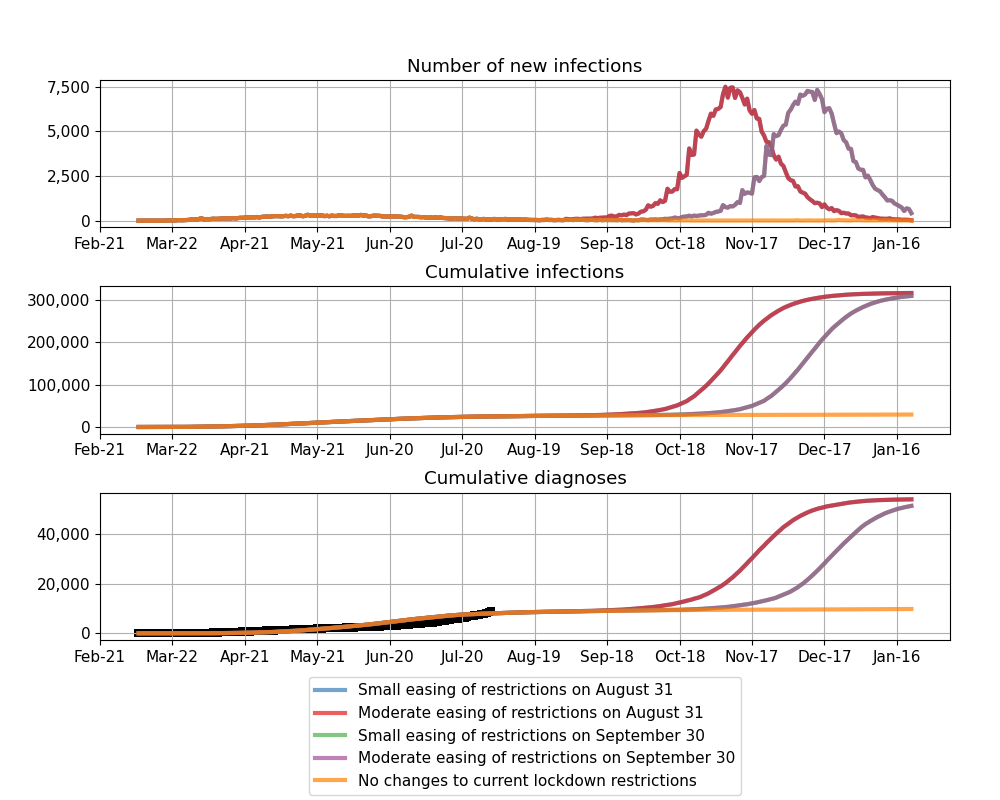 Number of new infections
7,500
5,000
2,500
0
Feb-21 Mar-22 Apr-21 May-21 Jun-20 Jul-20 Aug-19 Sep-18 Oct-18 Nov-17 Dec-17 Jan-16
Cumulative infections
300,000
200,000
100,000
0
Feb-21 Mar-22 Apr-21 May-21 Jun-20 Jul-20 Aug-19 Sep-18 Oct-18 Nov-17 Dec-17 Jan-16
Cumulative diagnoses
40,000
20,000
0
Feb-21 Mar-22 Apr-21 May-21 Jun-20 Jul-20 Aug-19 Sep-18 Oct-18 Nov-17 Dec-17 Jan-16
Small easing of restrictions on August 31
Moderate easing of restrictions on August 31
Small easing of restrictions on September 30
Moderate easing of restrictions on September 30
No changes to current lockdown restrictions